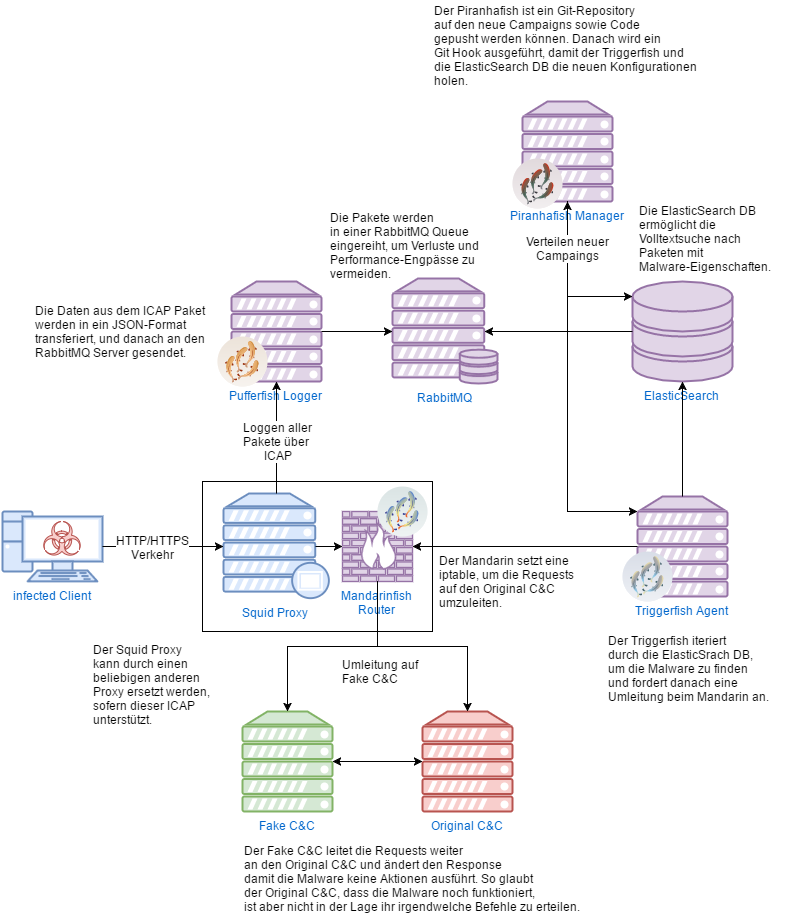 Der Piranhafish ist ein Git-Repository
auf den neue Campaigns sowie Code
gepusht werden können. Danach wird ein
Git Hook ausgeführt, damit der Triggerfish und
die ElasticSearch DB die neuen Konfigurationen
holen.
Piranhafish Manager
Verteilen neuer
Campaings
Die ElasticSearch DB
ermöglicht die
Volltextsuche nach
Paketen mit
Malware-Eigenschaften.
Die Pakete werden
in einer RabbitMQ Queue
eingereiht, um Verluste und
Performance-Engpässe zu
vermeiden.
Die Daten aus dem ICAP Paket
werden in ein JSON-Format
transferiert, und danach an den
RabbitMQ Server gesendet.
Pufferfish Logger
RabbitMQ
ElasticSearch
Loggen aller
Pakete über
ICAP
HTTP/HTTPS
Verkehr
infected Client
Squid Proxy
Mandarinfish
Router
Der Mandarin setzt eine
iptable, um die Requests
auf den Original C&C
umzuleiten.
Triggerfish Agent
Der Triggerfish iteriert
durch die ElasticSrach DB,
um die Malware zu finden
und fordert danach eine
Umleitung beim Mandarin an.
Der Squid Proxy
kann durch einen
beliebigen anderen
Proxy ersetzt werden,
sofern dieser ICAP
unterstützt.
Umleitung auf
Fake C&C
Fake C&C
Original C&C
Der Fake C&C leitet die Requests weiter
an den Original C&C und ändert den Response
damit die Malware keine Aktionen ausführt. So glaubt
der Original C&C, dass die Malware noch funktioniert,
ist aber nicht in der Lage ihr irgendwelche Befehle zu erteilen.